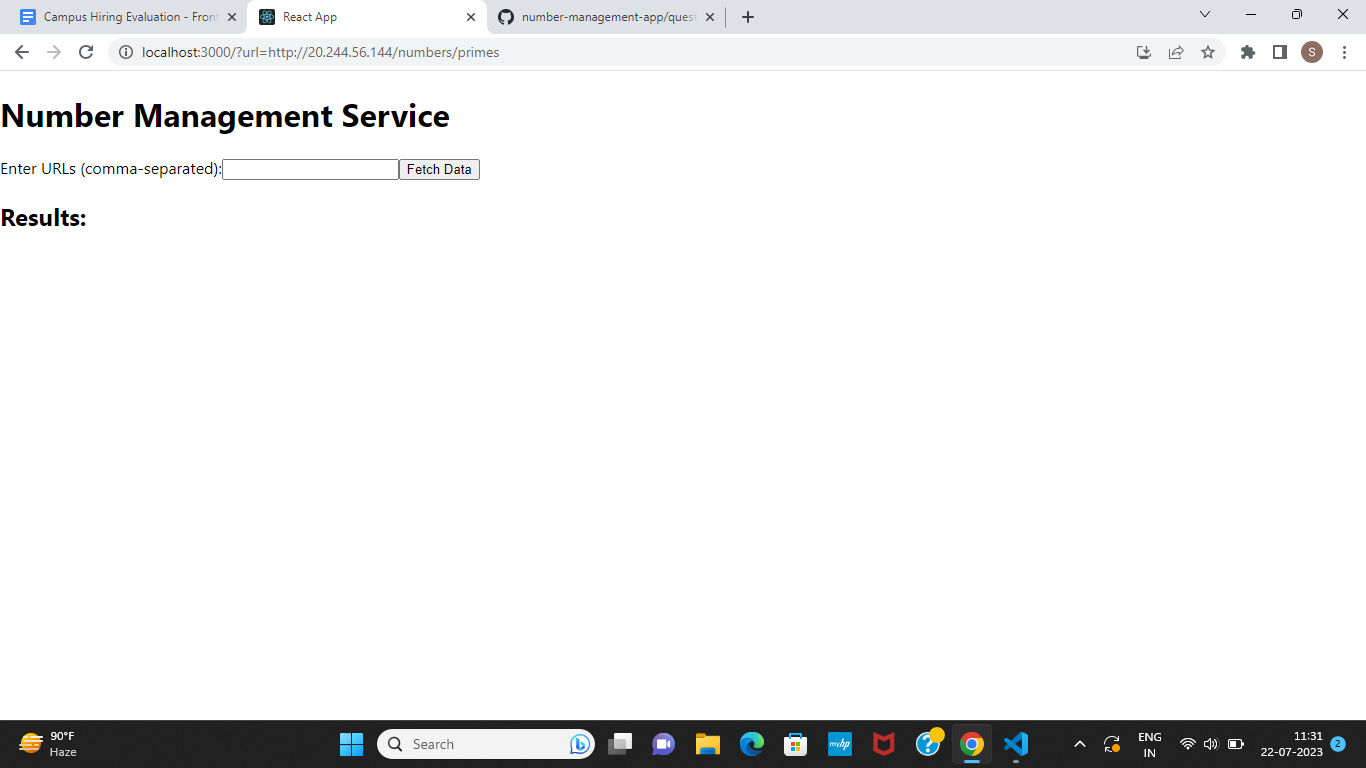 Campus Hiring Evaluation - Front
React App
number-management-app/quest
localhost:3000/?url=http://20.244.56.144/numbers/primes
S
Number Management Service
Enter URLs (comma-separated):
Fetch Data
Results:
90°F
Haze
Search
myhp
ENG
IN
11:31
22-07-2023
2